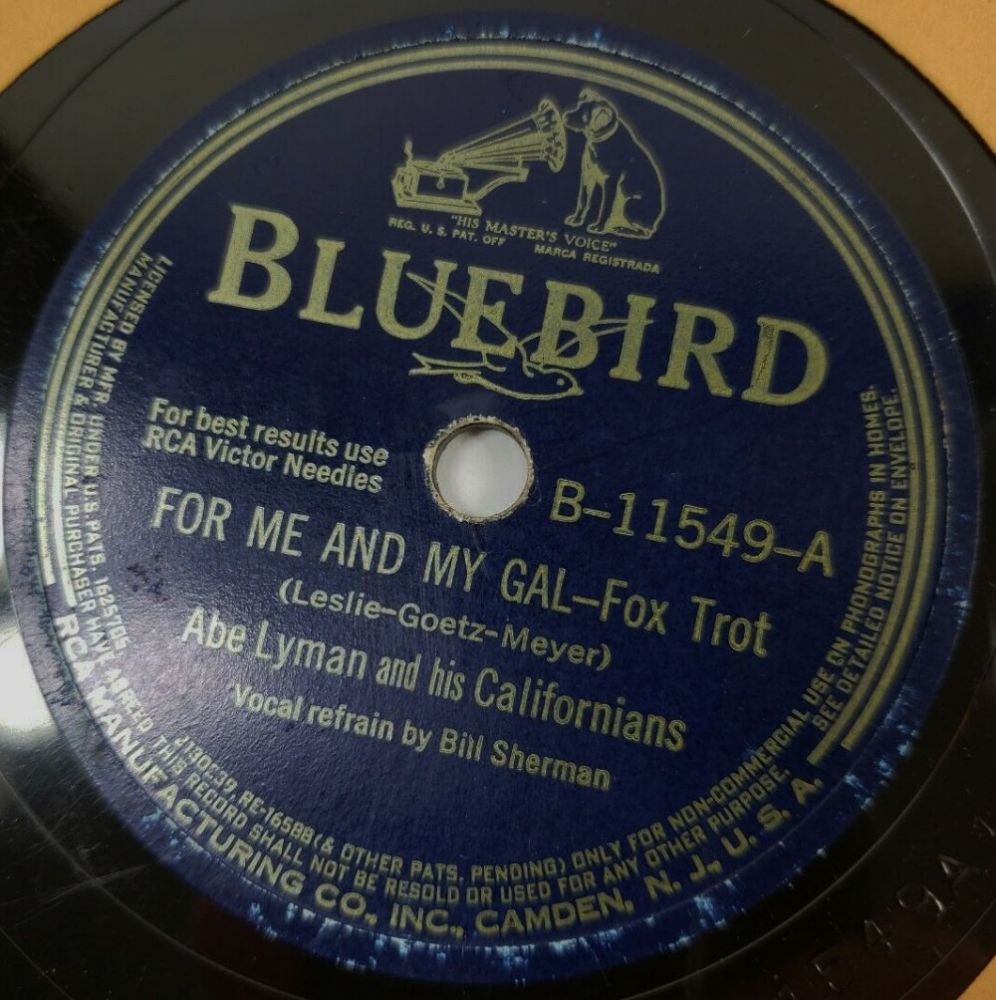 "HIS MASTER'S VOICE"
REG. U. S. PAT. OFF MARCA REGISTRADA
BLUEBIRD
For best results use
RCA Victor Needles
B-11549-A
FOR ME AND MY GAL-Fox Trot
(Leslie-Goetz-Meyer)
Abe Lyman and his Californians
Vocal refrain by Bill Sherman
LICENSED BY MFR. UNDER U.S. PATS. 1625705, RE-16588 (& OTHER PATS. PENDING) ONLY FOR NON-COMMERCIAL USE ON PHONOGRAPHS IN HOMES.
MANUFACTURER & ORIGINAL PURCHASER HAVE AGREED THIS RECORD SHALL NOT BE RESOLD OR USED FOR ANY OTHER PURPOSE. SEE DETAILED NOTICE ON ENVELOPE.
RCA MANUFACTURING CO., INC., CAMDEN, N. J., U. S. A.